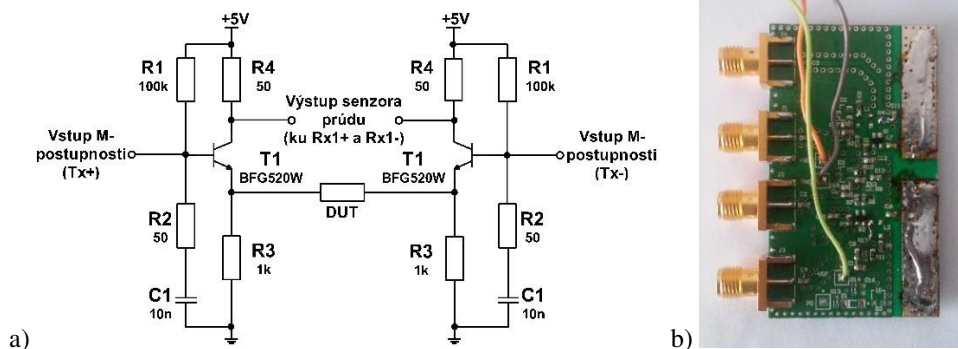 +5V
+5V
R1
100k
R4
50
R4
50
R1
100k
Výstup senzora
prúdu
(ku Rx1+ a Rx1-)
Vstup M-
postupnosti
(Tx+)
Vstup M-
postupnosti
(Tx-)
T1
BFG520W
T1
BFG520W
DUT
R2
50
R3
1k
R3
1k
R2
50
C1
10n
C1
10n
a)
b)